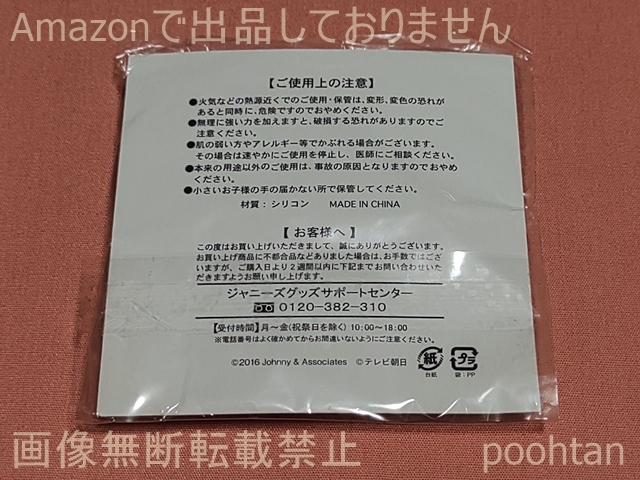 Amazonで出品しておりません
【ご使用上の注意】
●火気などの熱源近くでのご使用・保管は、変形、変色の恐れが
あると同時に、危険ですのでおやめください。
●無理に強い力を加えますと、破損する恐れがありますのでご
注意ください。
●肌の弱い方やアレルギー等でかぶれる場合がございます。
その場合は速やかにご使用を停止し、医師にご相談ください。
●本来の用途以外のご使用は、事故の原因となりますのでおやめ
ください。
●小さいお子様の手の届かない所で保管してください。
材質：シリコン MADE IN CHINA
【お客様へ】
この度はお買い上げいただきまして、誠にありがとうございます。
お買い上げ商品に不都合品などありました場合は、お手数ではござ
いますが、ご購入日より2週間以内に下記までお問い合わせいた
だきますようお願い申し上げます。
ジャニーズグッズサポートセンター
0120-382-310
【受付時間】月〜金(祝祭日を除く) 10:00〜18:00
※電話番号はよく確かめてからお間違いないようにご注意ください。
©2016 Johnny & Associates ©テレビ朝日
紙 台紙
プラ 袋：PP
画像無断転載禁止 poohtan